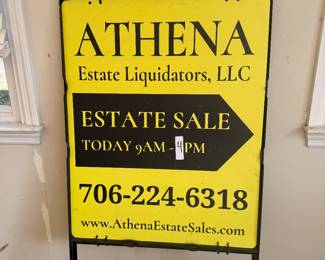 ATHENA
Estate Liquidators, LLC
ESTATE SALE
TODAY 9AM - 4PM
706-224-6318
www.AthenaEstateSales.com